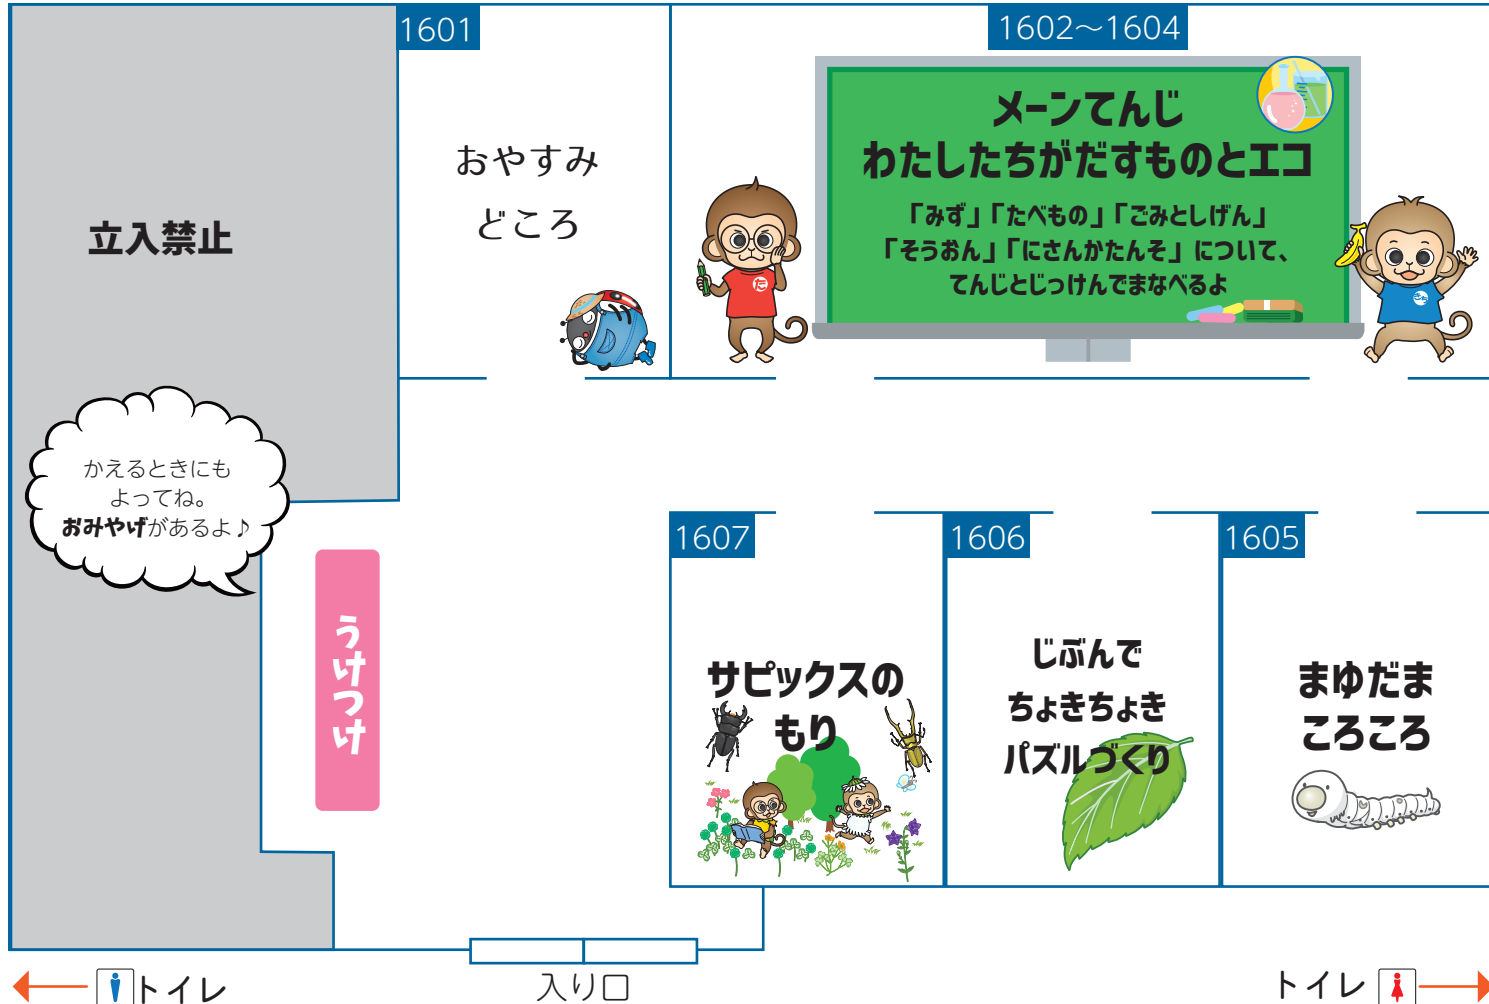 1601
1602～1604
おやすみ
どころ
メーンてんじ
わたしたちがだすものとエコ
「みず」「たべもの」「ごみとしげん」
「そうおん」「にさんかたんそ」について、
てんじとじっけんでまなべるよ
立入禁止
かえるときにも
よってね。
おみやげがあるよ♪
うけつけ
1607
1606
1605
サピックスの
もり
じぶんで
ちょきちょき
パズルづくり
まゆだま
ころころ
トイレ
入り口
トイレ